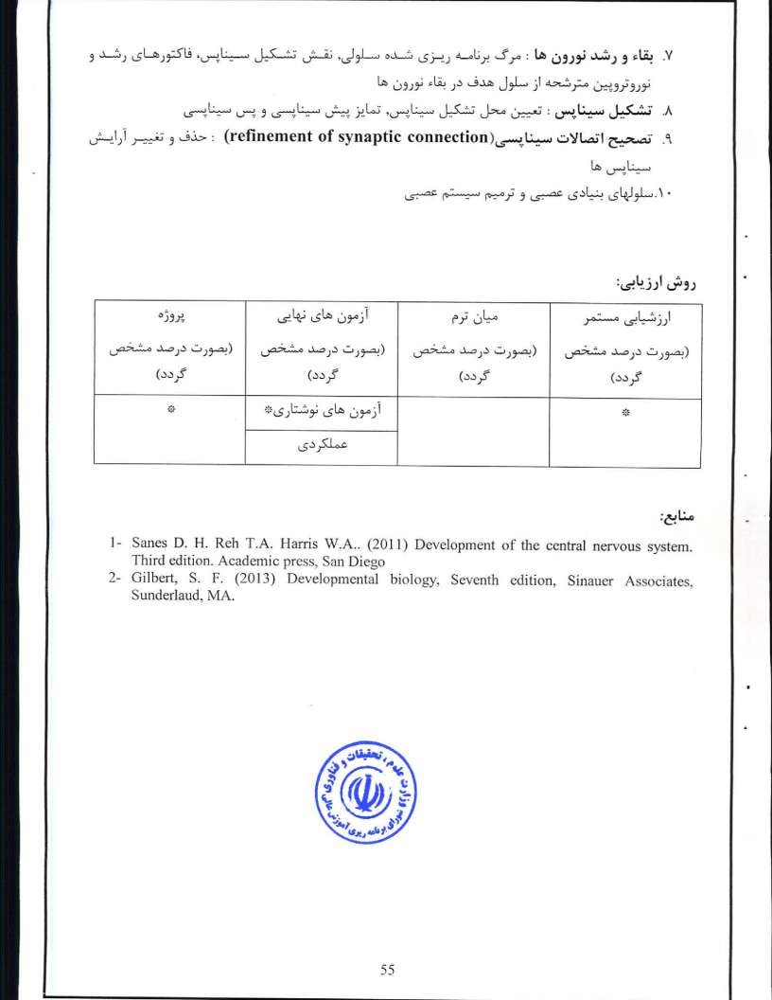 ۷. بقاء و رشد نورون ها : مرگ برنامه ریزی شده سلولی، نقش تشکیل سیناپس، فاکتورهای رشد و
نوروتروپین مترشحه از سلول هدف در بقاء نورون ها
۸. تشکیل سیناپس : تعیین محل تشکیل سیناپس، تمایز پیش سیناپسی و پس سیناپسی
۹. تصحیح اتصالات سیناپسی(refinement of synaptic connection) : حذف و تغییر آرایش
سیناپس ها
۱۰.سلولهای بنیادی عصبی و ترمیم سیستم عصبی
روش ارزیابی:
ارزشیابی مستمر
(بصورت درصد مشخص
گردد)
میان ترم
(بصورت درصد مشخص
گردد)
آزمون های نهایی
(بصورت درصد مشخص
گردد)
پروژه
(بصورت درصد مشخص
گردد)
*
آزمون های نوشتاری*
عملکردی
*
منابع:
1- Sanes D. H. Reh T.A. Harris W.A.. (2011) Development of the central nervous system.
Third edition. Academic press, San Diego
2- Gilbert, S. F. (2013) Developmental biology, Seventh edition, Sinauer Associates,
Sunderlaud, MA.
وزارت علوم، تحقیقات و فناوری
شورای برنامه ریزی آموزش عالی
55